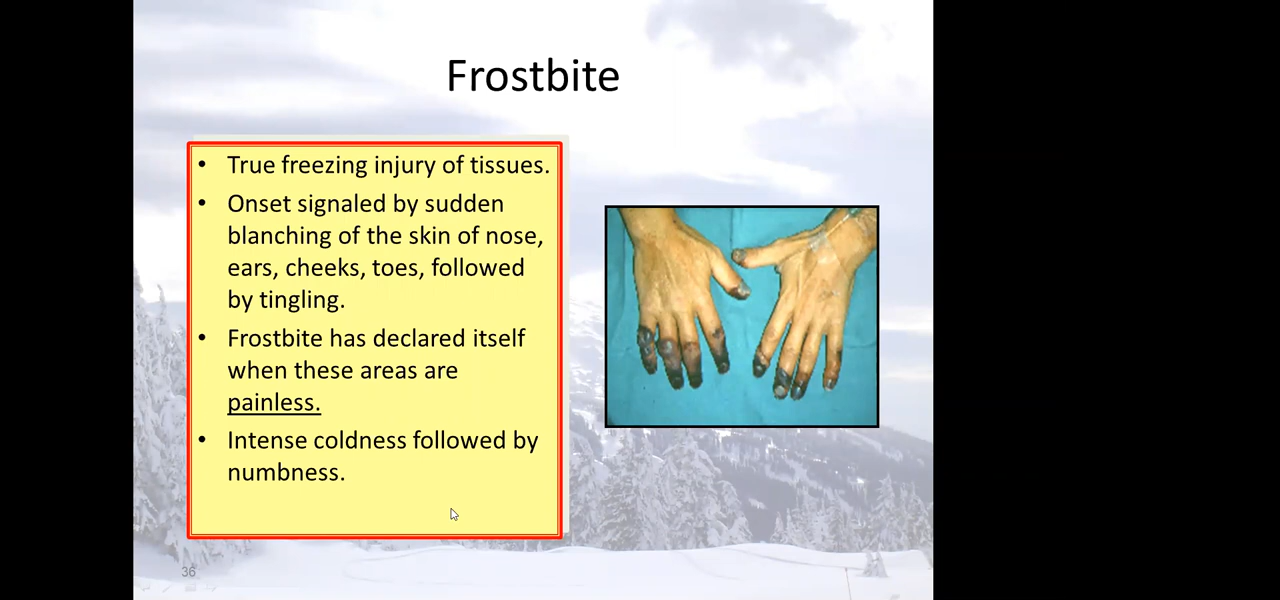 Frostbite
• True freezing injury of tissues.
• Onset signaled by sudden
blanching of the skin of nose,
ears, cheeks, toes, followed
by tingling.
• Frostbite has declared itself
when these areas are
painless.
• Intense coldness followed by
numbness.
36